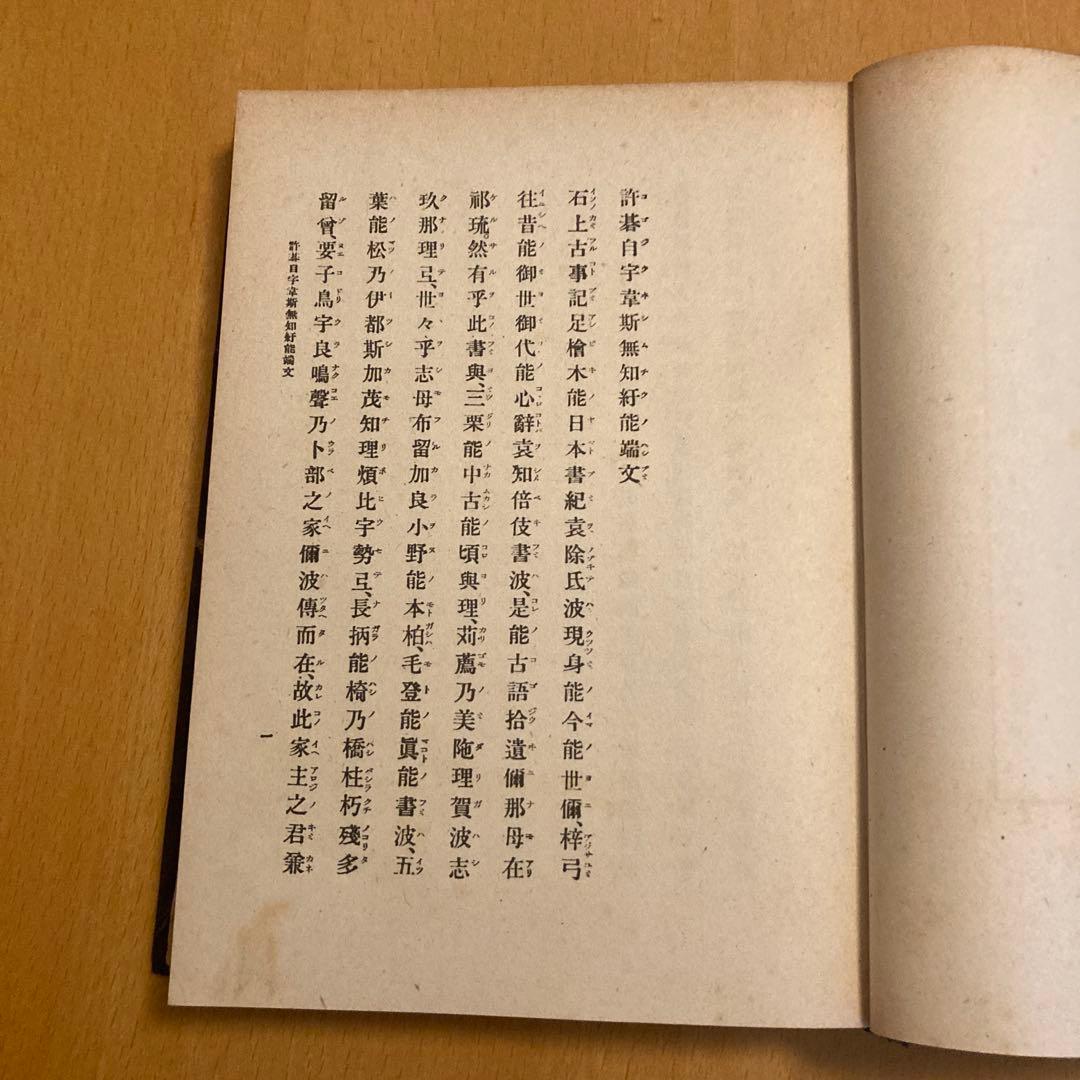 許碁自宇韋斯無知紆能端文
石上古事記足檜木能日本書紀袁除氐波現身能今能世儞、梓弓
往昔能御世御代能心辭袁知倍伎書波、是能古語拾遺儞那母在
祁琉。然有乎此書與、三栗能中古能頃與理、苅薦乃美陁理賀波志
玖那理弖、世々乎志母布留加良小野能本柏、毛登能眞能書波、五
葉能松乃伊都斯加茂知理煩比宇勢弖、長柄能椅乃橋柱朽殘多
留曾、要子鳥宇良鳴聲乃卜部之家儞波傳而在、故此家主之君兼
許碁自宇韋斯無知紆能端文
一